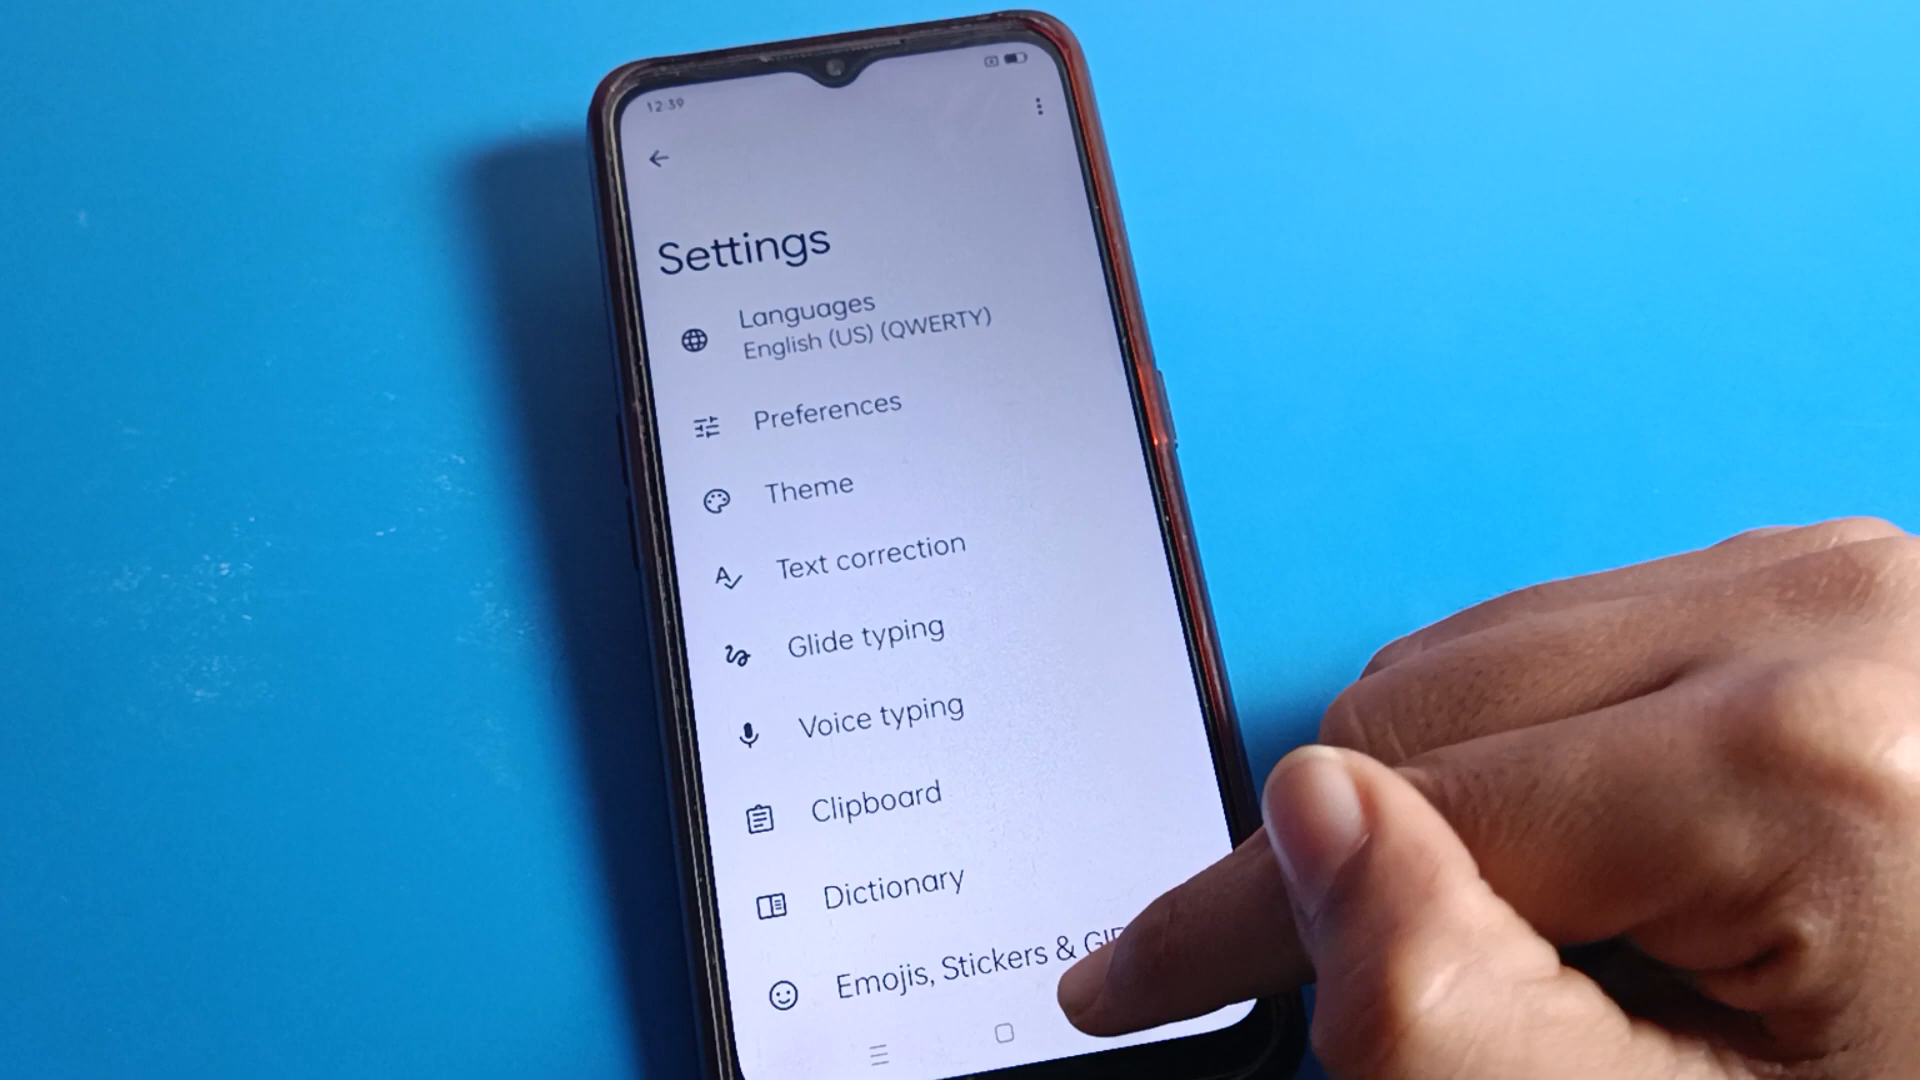 12:39
Settings
Languages
English (US) (QWERTY)
Preferences
Theme
Text correction
Glide typing
Voice typing
Clipboard
Dictionary
Emojis, Stickers & GIF